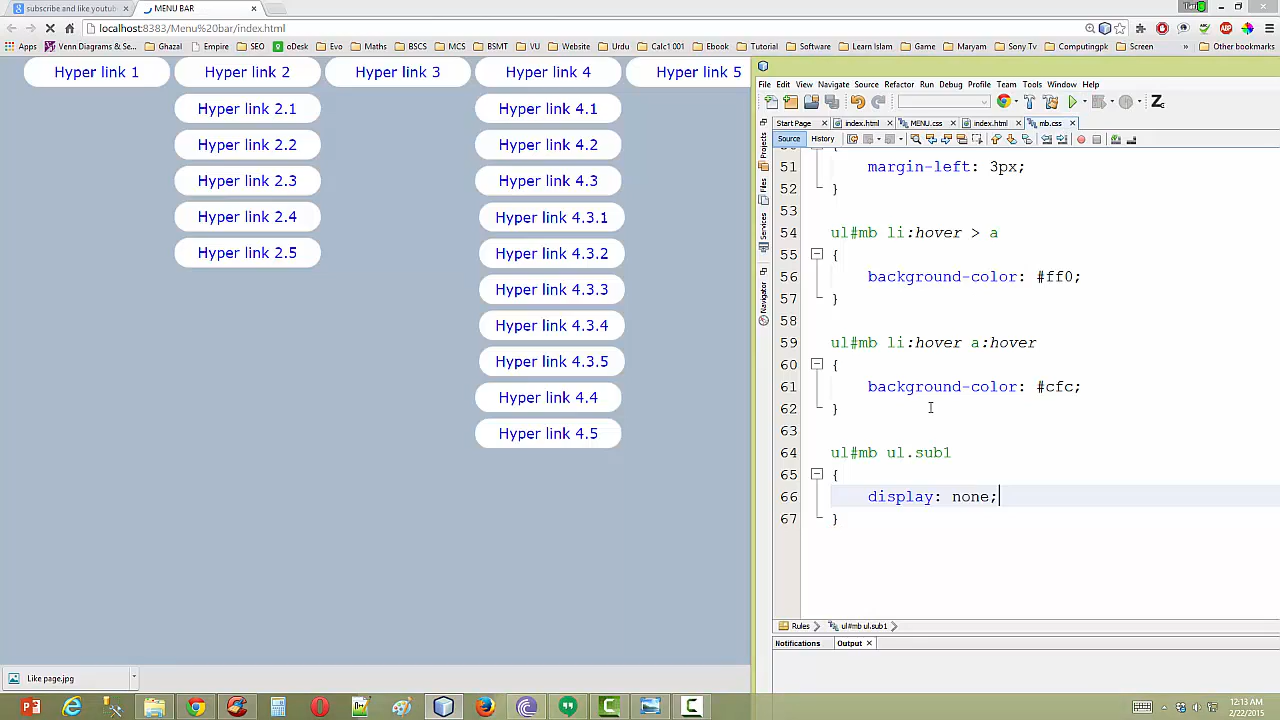 subscribe and like youtub
MENU BAR
localhost:8383/Menu%20bar/index.html
Apps Venn Diagrams & Se... Ghazal Empire SEO oDesk Evo Maths BSCS MCS BSMT VU Website Urdu Calc1 001 Ebook Tutorial Software Learn Islam Game Maryam Sony Tv Computingpk Screen » Other bookmarks
Hyper link 1 Hyper link 2 Hyper link 3 Hyper link 4 Hyper link 5
Hyper link 2.1 Hyper link 4.1
Hyper link 2.2 Hyper link 4.2
Hyper link 2.3 Hyper link 4.3
Hyper link 2.4 Hyper link 4.3.1
Hyper link 2.5 Hyper link 4.3.2
Hyper link 4.3.3
Hyper link 4.3.4
Hyper link 4.3.5
Hyper link 4.4
Hyper link 4.5
File Edit View Navigate Source Refactor Run Debug Profile Team Tools Window Help
Start Page index.html MENU.css index.html mb.css
Source History
Projects
Files
Services
Navigator
51 margin-left: 3px;
52 }
53
54 ul#mb li:hover > a
55 {
56 background-color: #ff0;
57 }
58
59 ul#mb li:hover a:hover
60 {
61 background-color: #cfc;
62 }
63
64 ul#mb ul.sub1
65 {
66 display: none;
67 }
Rules ul#mb ul.sub1
Notifications Output
Like page.jpg
12:13 AM
2/22/2015